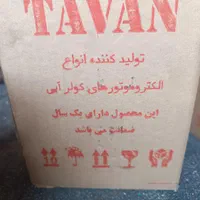 TAVAN
تولید کننده انواع
الکتروموتورهای کولر آبی
این محصول دارای یک سال
ضمانت می باشد